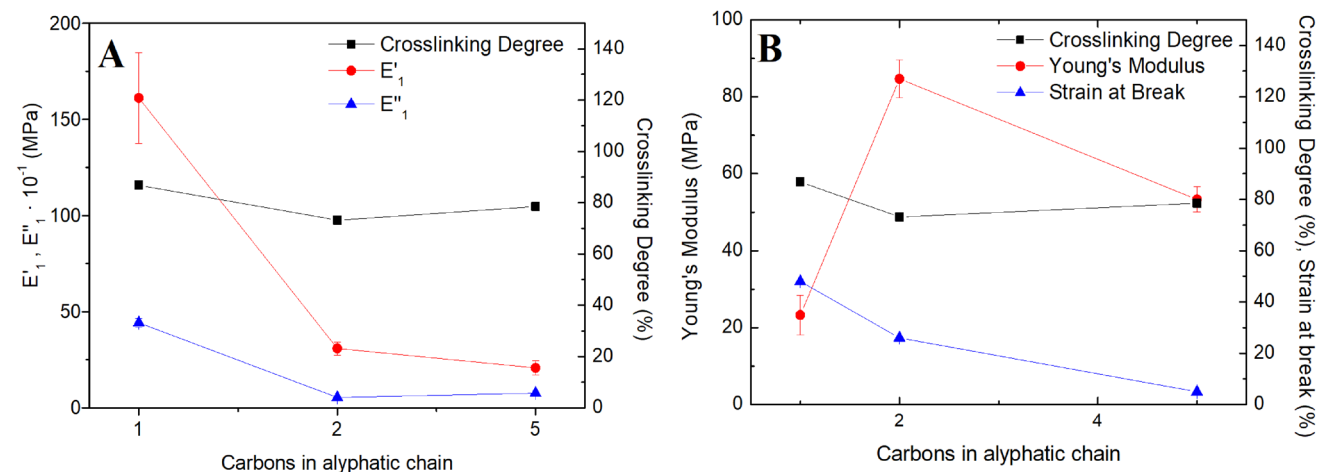 A
Crosslinking Degree
E'₁
E''₁
200
150
100
50
0
E'₁ , E''₁ · 10⁻¹ (MPa)
140
120
100
80
60
40
20
0
Crosslinking Degree (%)
1
2
5
Carbons in alyphatic chain
B
Crosslinking Degree
Young's Modulus
Strain at Break
100
80
60
40
20
0
Young's Modulus (MPa)
140
120
100
80
60
40
20
0
Crosslinking Degree (%), Strain at break (%)
2
4
Carbons in alyphatic chain